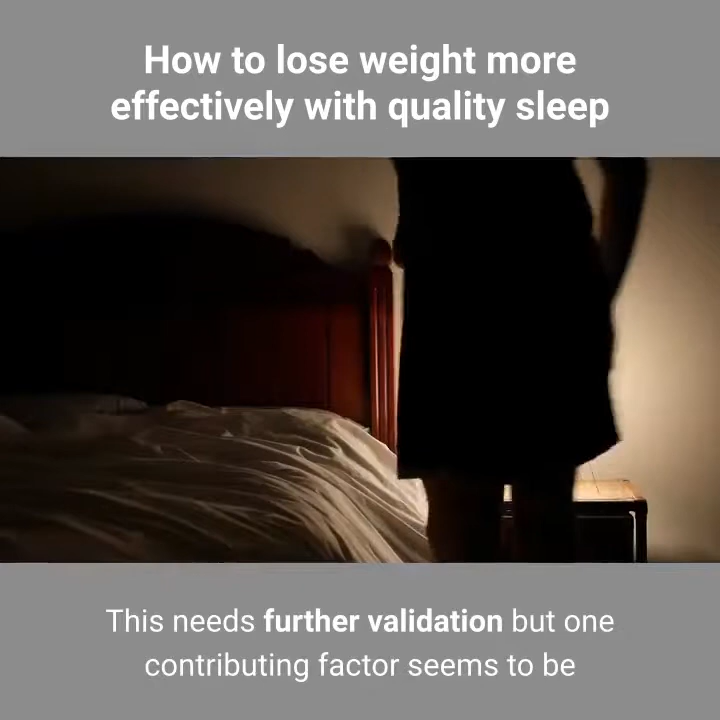 How to lose weight more
effectively with quality sleep
This needs further validation but one
contributing factor seems to be